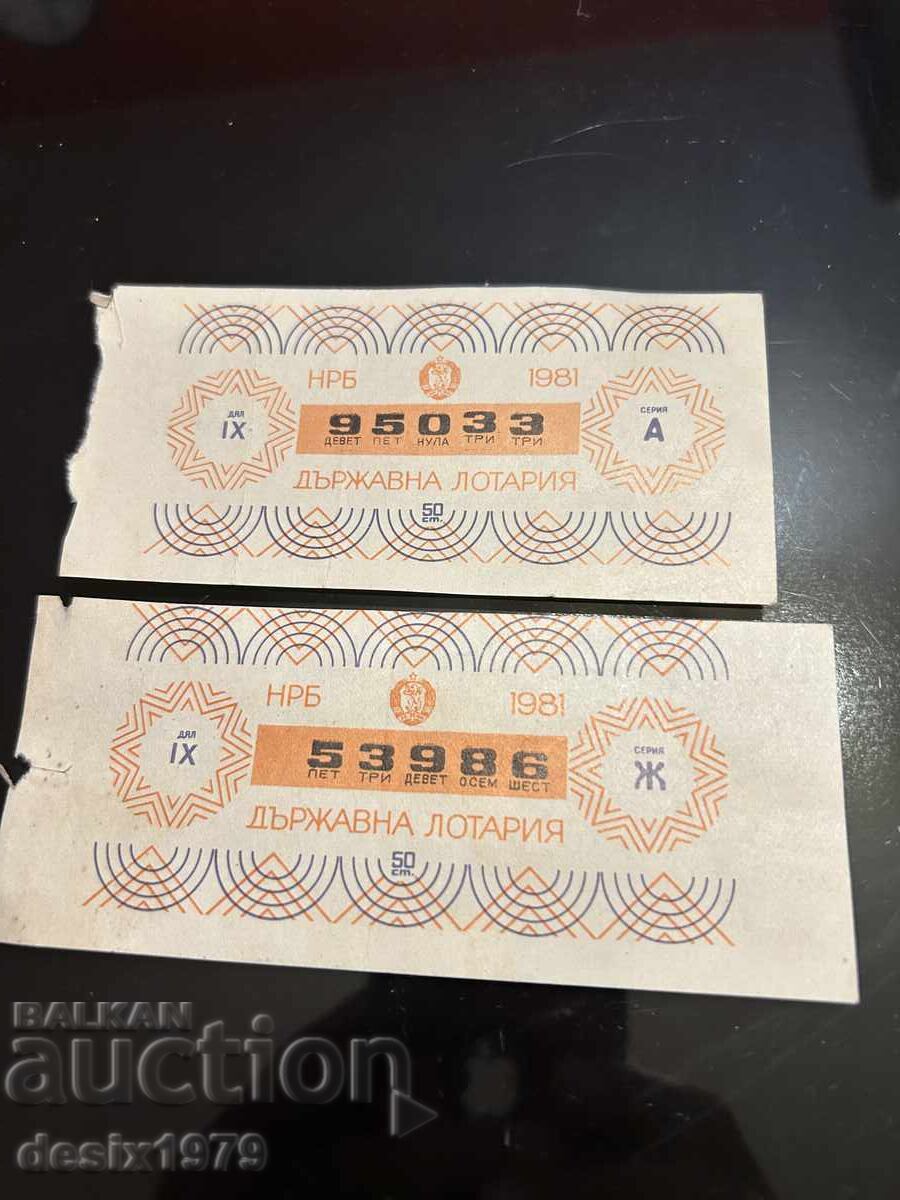 НРБ 1981
ДЯЛ
IX
95033
ДЕВЕТ ПЕТ НУЛА ТРИ ТРИ
СЕРИЯ
А
ДЪРЖАВНА ЛОТАРИЯ
50
ст.
НРБ 1981
ДЯЛ
IX
53986
ПЕТ ТРИ ДЕВЕТ ОСЕМ ШЕСТ
СЕРИЯ
Ж
ДЪРЖАВНА ЛОТАРИЯ
50
ст.
BALKAN
auction
desix1979